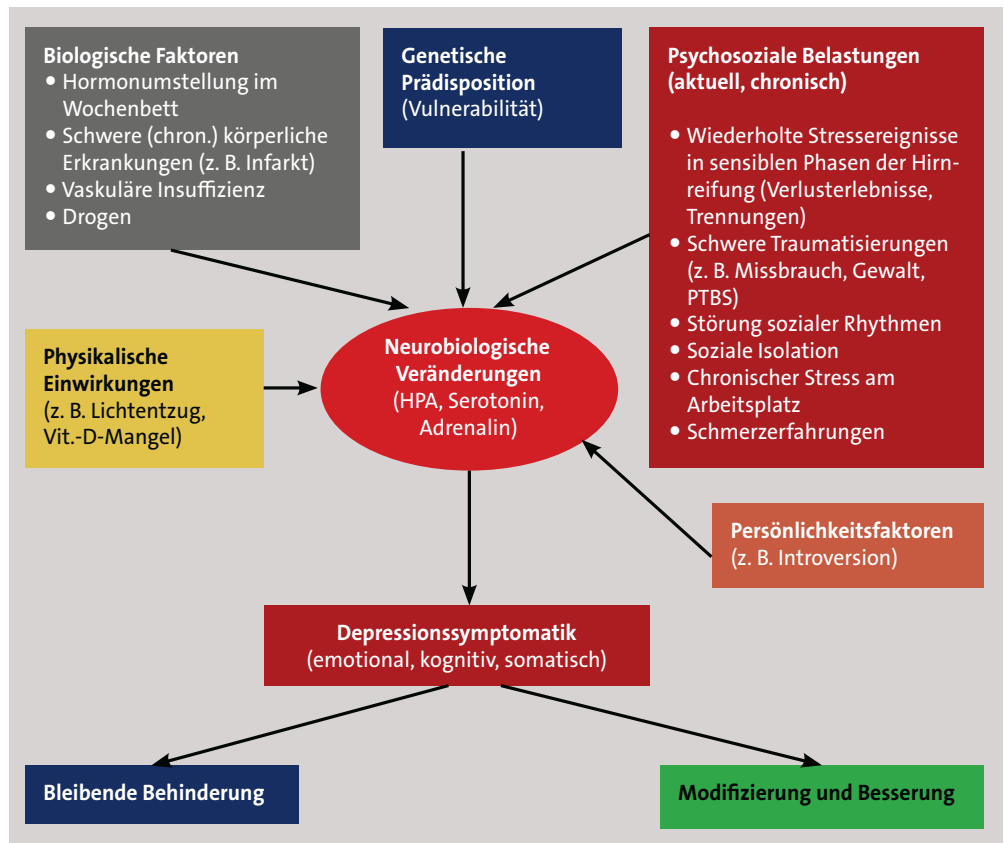 Biologische Faktoren
• Hormonumstellung im
Wochenbett
• Schwere (chron.) körperliche
Erkrankungen (z. B. Infarkt)
• Vaskuläre Insuffizienz
• Drogen
Genetische
Prädisposition
(Vulnerabilität)
Psychosoziale Belastungen
(aktuell, chronisch)
• Wiederholte Stressereignisse
in sensiblen Phasen der Hirn-
reifung (Verlusterlebnisse,
Trennungen)
• Schwere Traumatisierungen
(z. B. Missbrauch, Gewalt,
PTBS)
• Störung sozialer Rhythmen
• Soziale Isolation
• Chronischer Stress am
Arbeitsplatz
• Schmerzerfahrungen
Physikalische
Einwirkungen
(z. B. Lichtentzug,
Vit.-D-Mangel)
Neurobiologische
Veränderungen
(HPA, Serotonin,
Adrenalin)
Persönlichkeitsfaktoren
(z. B. Introversion)
Depressionssymptomatik
(emotional, kognitiv, somatisch)
Bleibende Behinderung
Modifizierung und Besserung